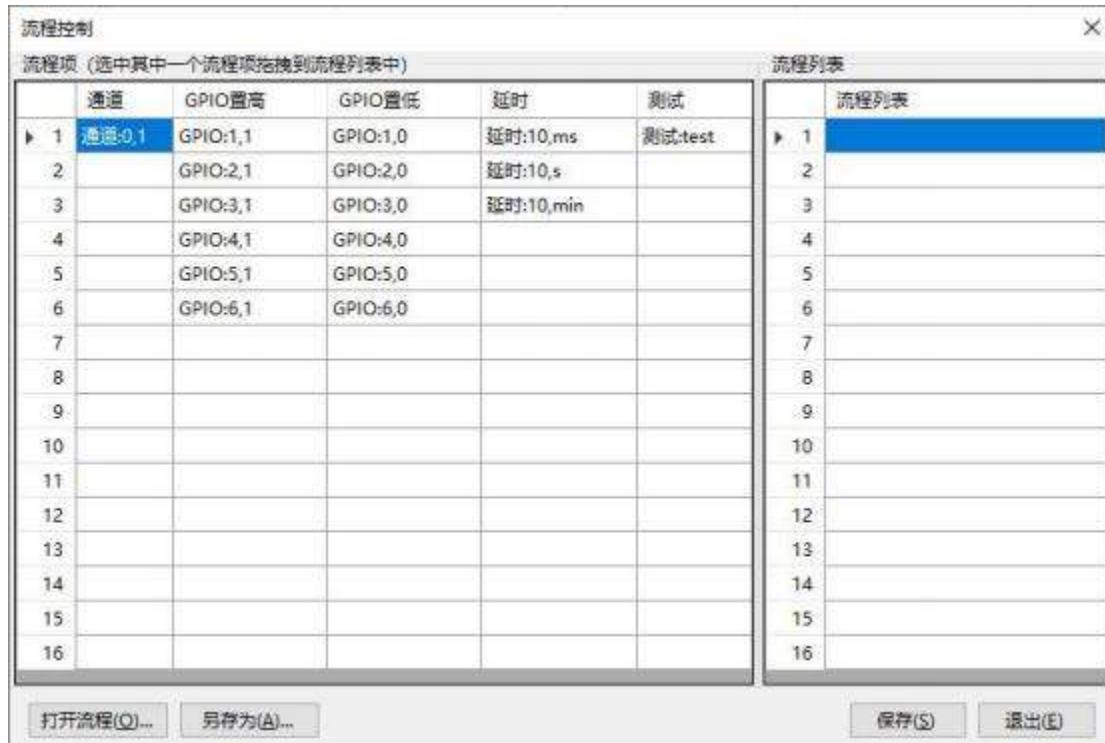 流程控制
流程项 (选中其中一个流程项拖拽到流程列表中) 流程列表
通道 GPIO置高 GPIO置低 延时 测试 流程列表
1 通道:0,1 GPIO:1,1 GPIO:1,0 延时:10,ms 测试:test 1
2 GPIO:2,1 GPIO:2,0 延时:10,s 2
3 GPIO:3,1 GPIO:3,0 延时:10,min 3
4 GPIO:4,1 GPIO:4,0 4
5 GPIO:5,1 GPIO:5,0 5
6 GPIO:6,1 GPIO:6,0 6
7 7
8 8
9 9
10 10
11 11
12 12
13 13
14 14
15 15
16 16
打开流程(O)... 另存为(A)... 保存(S) 退出(E)